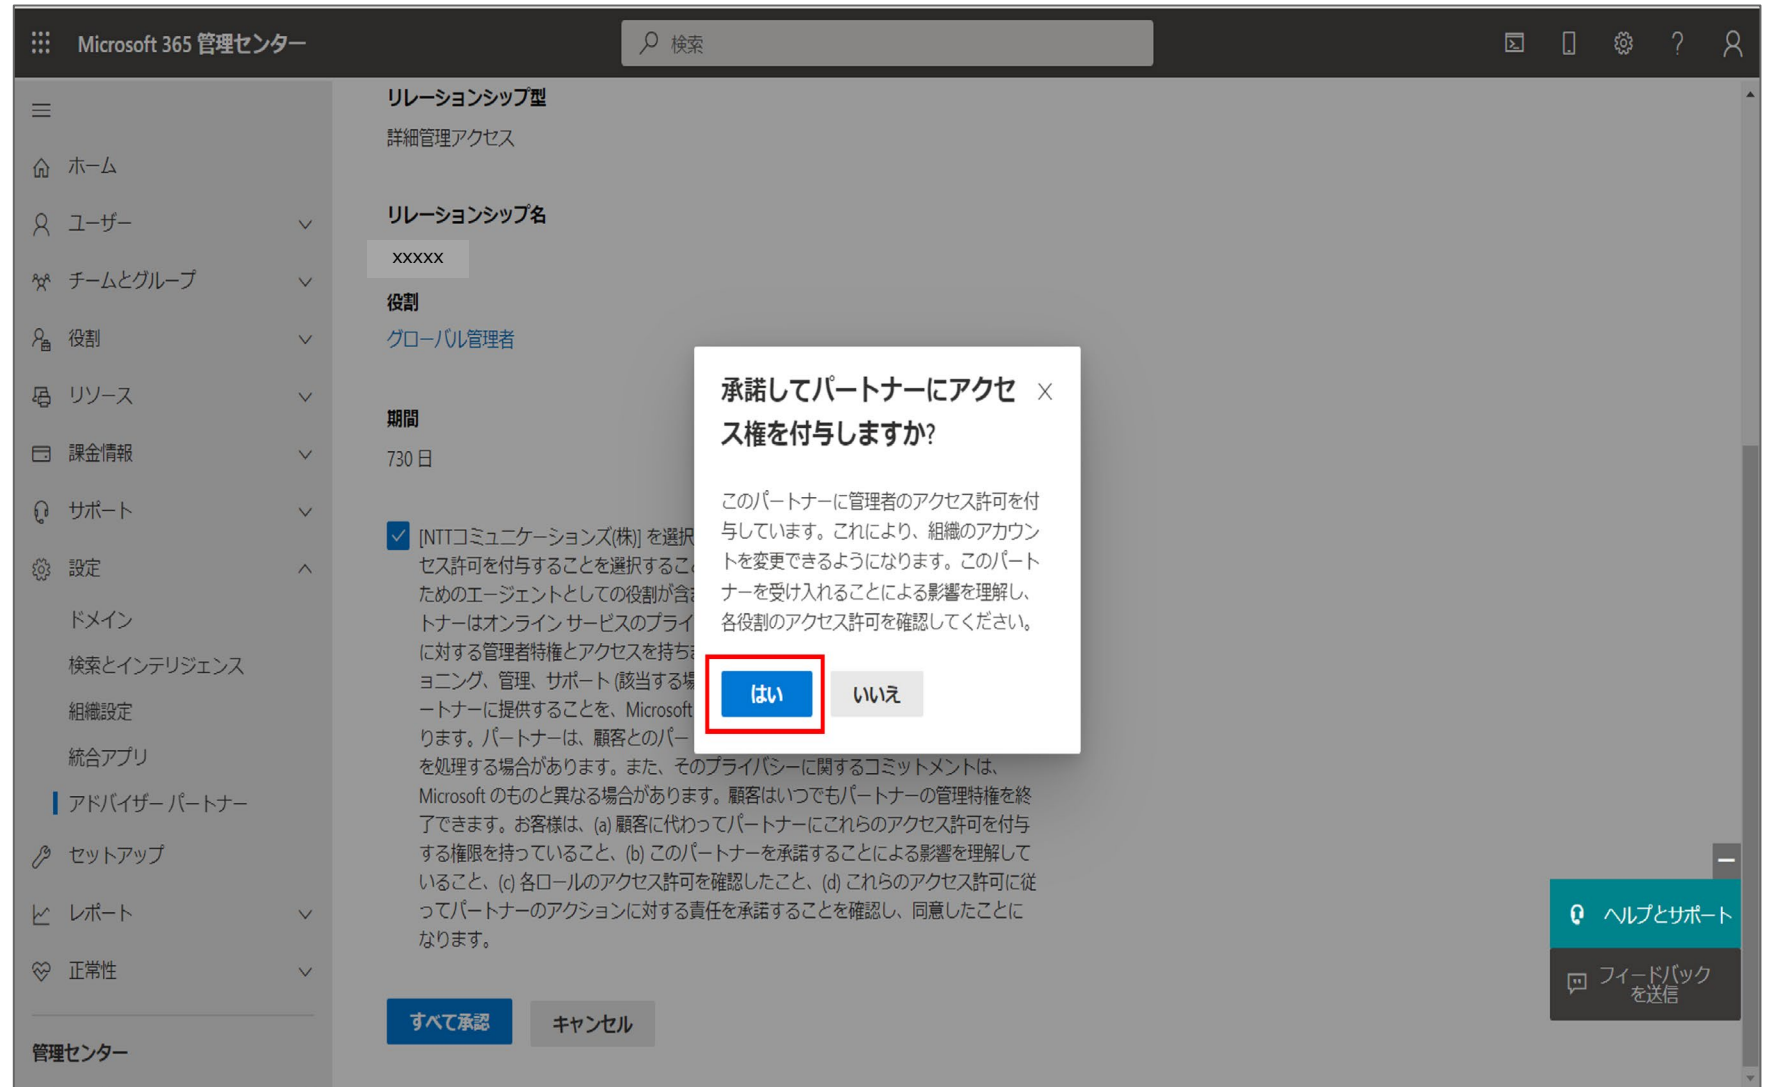 Microsoft 365 管理センター
検索
ホーム
ユーザー
チームとグループ
役割
リソース
課金情報
サポート
設定
ドメイン
検索とインテリジェンス
組織設定
統合アプリ
アドバイザー パートナー
セットアップ
レポート
正常性
管理センター
リレーションシップ型
詳細管理アクセス
リレーションシップ名
xxxxx
役割
グローバル管理者
期間
730 日
[NTTコミュニケーションズ(株)] を選択
セス許可を付与することを選択するこ
ためのエージェントとしての役割が含
トナーはオンライン サービスのプライ
に対する管理者特権とアクセスを持ち
ョニング、管理、サポート (該当する場
ートナーに提供することを、Microsoft
ります。パートナーは、顧客とのパー
を処理する場合があります。また、そのプライバシーに関するコミットメントは、
Microsoft のものと異なる場合があります。顧客はいつでもパートナーの管理特権を終
了できます。お客様は、(a) 顧客に代わってパートナーにこれらのアクセス許可を付与
する権限を持っていること、(b) このパートナーを承諾することによる影響を理解して
いること、(c) 各ロールのアクセス許可を確認したこと、(d) これらのアクセス許可に従
ってパートナーのアクションに対する責任を承諾することを確認し、同意したことに
なります。
すべて承認
キャンセル
承諾してパートナーにアクセ
ス権を付与しますか?
このパートナーに管理者のアクセス許可を付
与しています。これにより、組織のアカウン
トを変更できるようになります。このパート
ナーを受け入れることによる影響を理解し、
各役割のアクセス許可を確認してください。
はい
いいえ
ヘルプとサポート
フィードバック
を送信